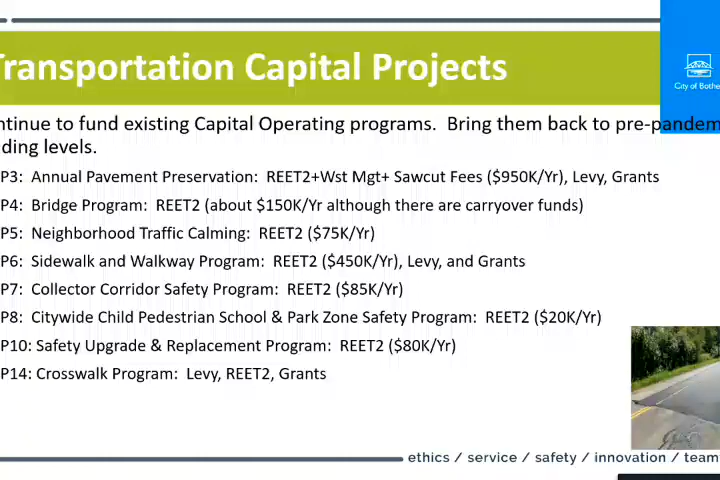 Transportation Capital Projects
City of Bothe
ntinue to fund existing Capital Operating programs. Bring them back to pre-pandem
ding levels.
P3: Annual Pavement Preservation: REET2+Wst Mgt+ Sawcut Fees ($950K/Yr), Levy, Grants
P4: Bridge Program: REET2 (about $150K/Yr although there are carryover funds)
P5: Neighborhood Traffic Calming: REET2 ($75K/Yr)
P6: Sidewalk and Walkway Program: REET2 ($450K/Yr), Levy, and Grants
P7: Collector Corridor Safety Program: REET2 ($85K/Yr)
P8: Citywide Child Pedestrian School & Park Zone Safety Program: REET2 ($20K/Yr)
P10: Safety Upgrade & Replacement Program: REET2 ($80K/Yr)
P14: Crosswalk Program: Levy, REET2, Grants
ethics / service / safety / innovation / team